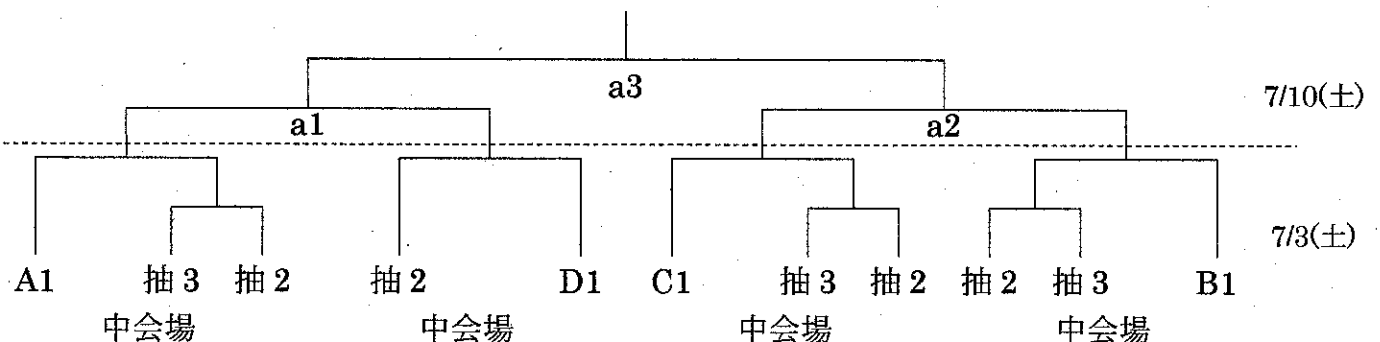 a3
7/10(土)
a1 a2
7/3(土)
A1 抽3 抽2 抽2 D1 C1 抽3 抽2 抽2 抽3 B1
中会場 中会場 中会場 中会場